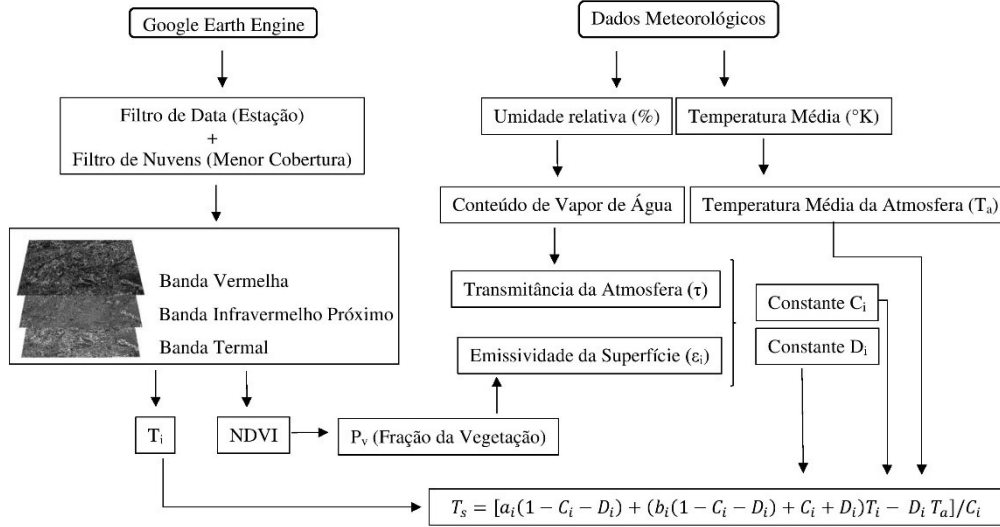 Google Earth Engine
Dados Meteorológicos
Filtro de Data (Estação)
+
Filtro de Nuvens (Menor Cobertura)
Umidade relativa (%)
Temperatura Média (°K)
Conteúdo de Vapor de Água
Temperatura Média da Atmosfera (Tₐ)
Banda Vermelha
Banda Infravermelho Próximo
Banda Termal
Transmitância da Atmosfera (τ)
Emissividade da Superfície (εᵢ)
Constante Cᵢ
Constante Dᵢ
Tᵢ
NDVI
Pᵥ (Fração da Vegetação)
Tₛ = [aᵢ(1 − Cᵢ − Dᵢ) + (bᵢ(1 − Cᵢ − Dᵢ) + Cᵢ + Dᵢ)Tᵢ − Dᵢ Tₐ]/Cᵢ